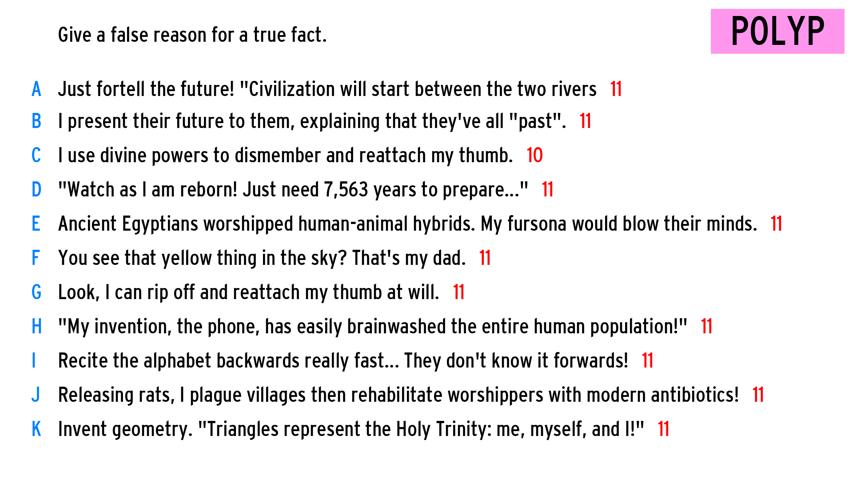 Give a false reason for a true fact.
POLYP
A Just fortell the future! "Civilization will start between the two rivers 11
B I present their future to them, explaining that they've all "past". 11
C I use divine powers to dismember and reattach my thumb. 10
D "Watch as I am reborn! Just need 7,563 years to prepare..." 11
E Ancient Egyptians worshipped human-animal hybrids. My fursona would blow their minds. 11
F You see that yellow thing in the sky? That's my dad. 11
G Look, I can rip off and reattach my thumb at will. 11
H "My invention, the phone, has easily brainwashed the entire human population!" 11
I Recite the alphabet backwards really fast... They don't know it forwards! 11
J Releasing rats, I plague villages then rehabilitate worshippers with modern antibiotics! 11
K Invent geometry. "Triangles represent the Holy Trinity: me, myself, and I!" 11